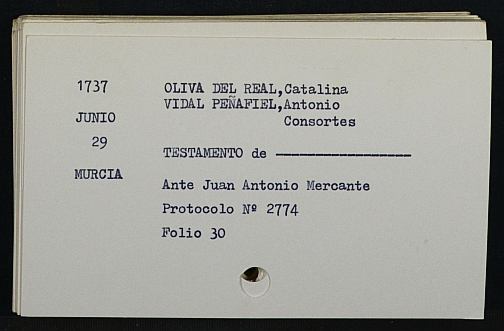 1737
JUNIO
29
MURCIA
OLIVA DEL REAL,Catalina
VIDAL PEÑAFIEL,Antonio
Consortes
TESTAMENTO de ----------------
Ante Juan Antonio Mercante
Protocolo Nº 2774
Folio 30